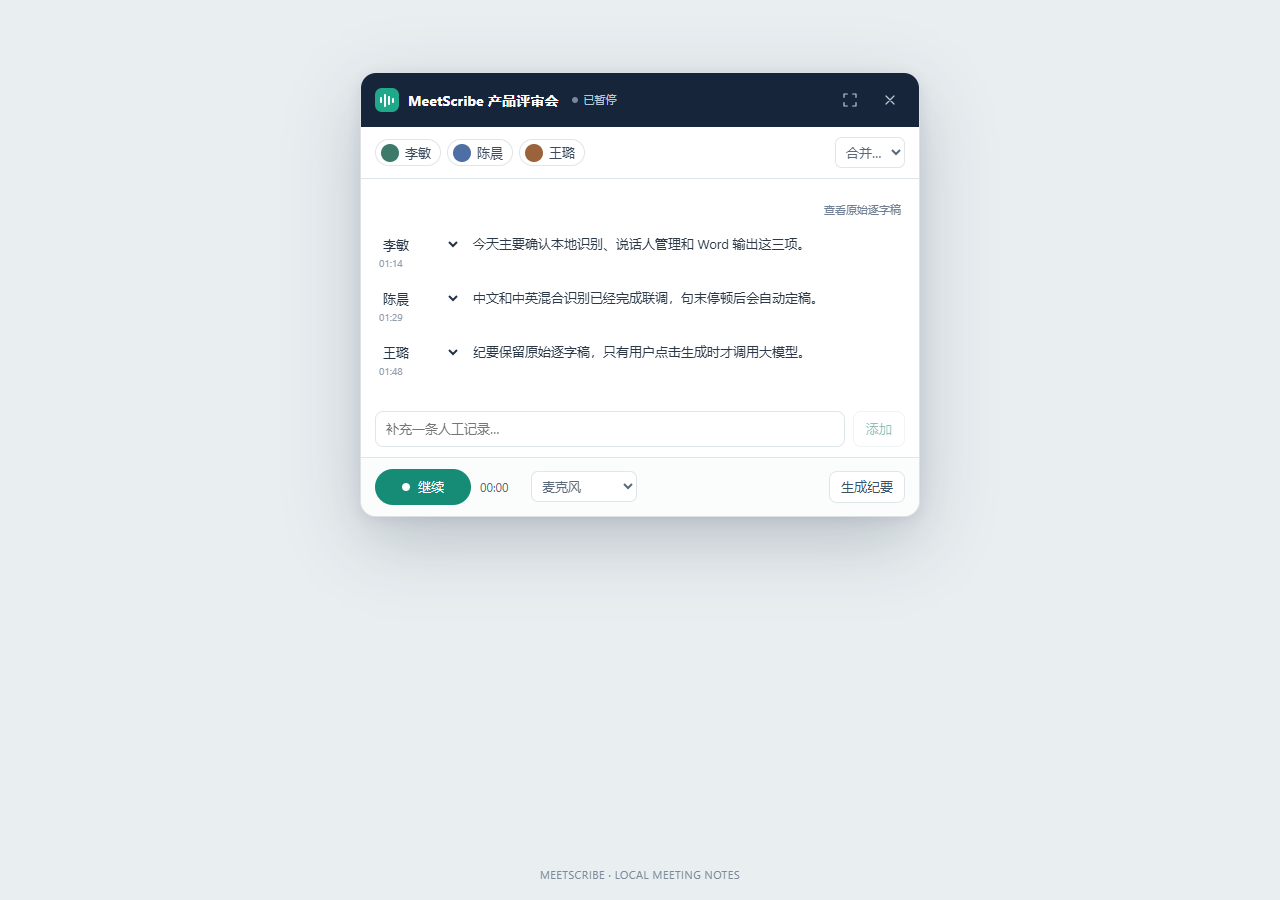 MeetScribe 产品评审会 已暂停
李敏 陈晨 王璐 合并...
查看原始逐字稿
李敏 今天主要确认本地识别、说话人管理和 Word 输出这三项。
01:14
陈晨 中文和中英混合识别已经完成联调，句末停顿后会自动定稿。
01:29
王璐 纪要保留原始逐字稿，只有用户点击生成时才调用大模型。
01:48
补充一条人工记录... 添加
继续 00:00 麦克风 生成纪要
MEETSCRIBE · LOCAL MEETING NOTES